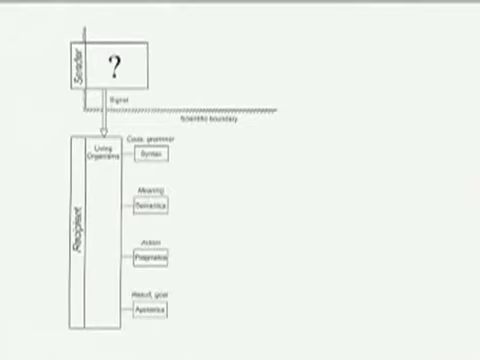 Sender
?
Signal
Scientific boundary
Recipient
Living
Organisms
Code, grammar
Syntax
Meaning
Semantics
Action
Pragmatics
Result, goal
Apobetics